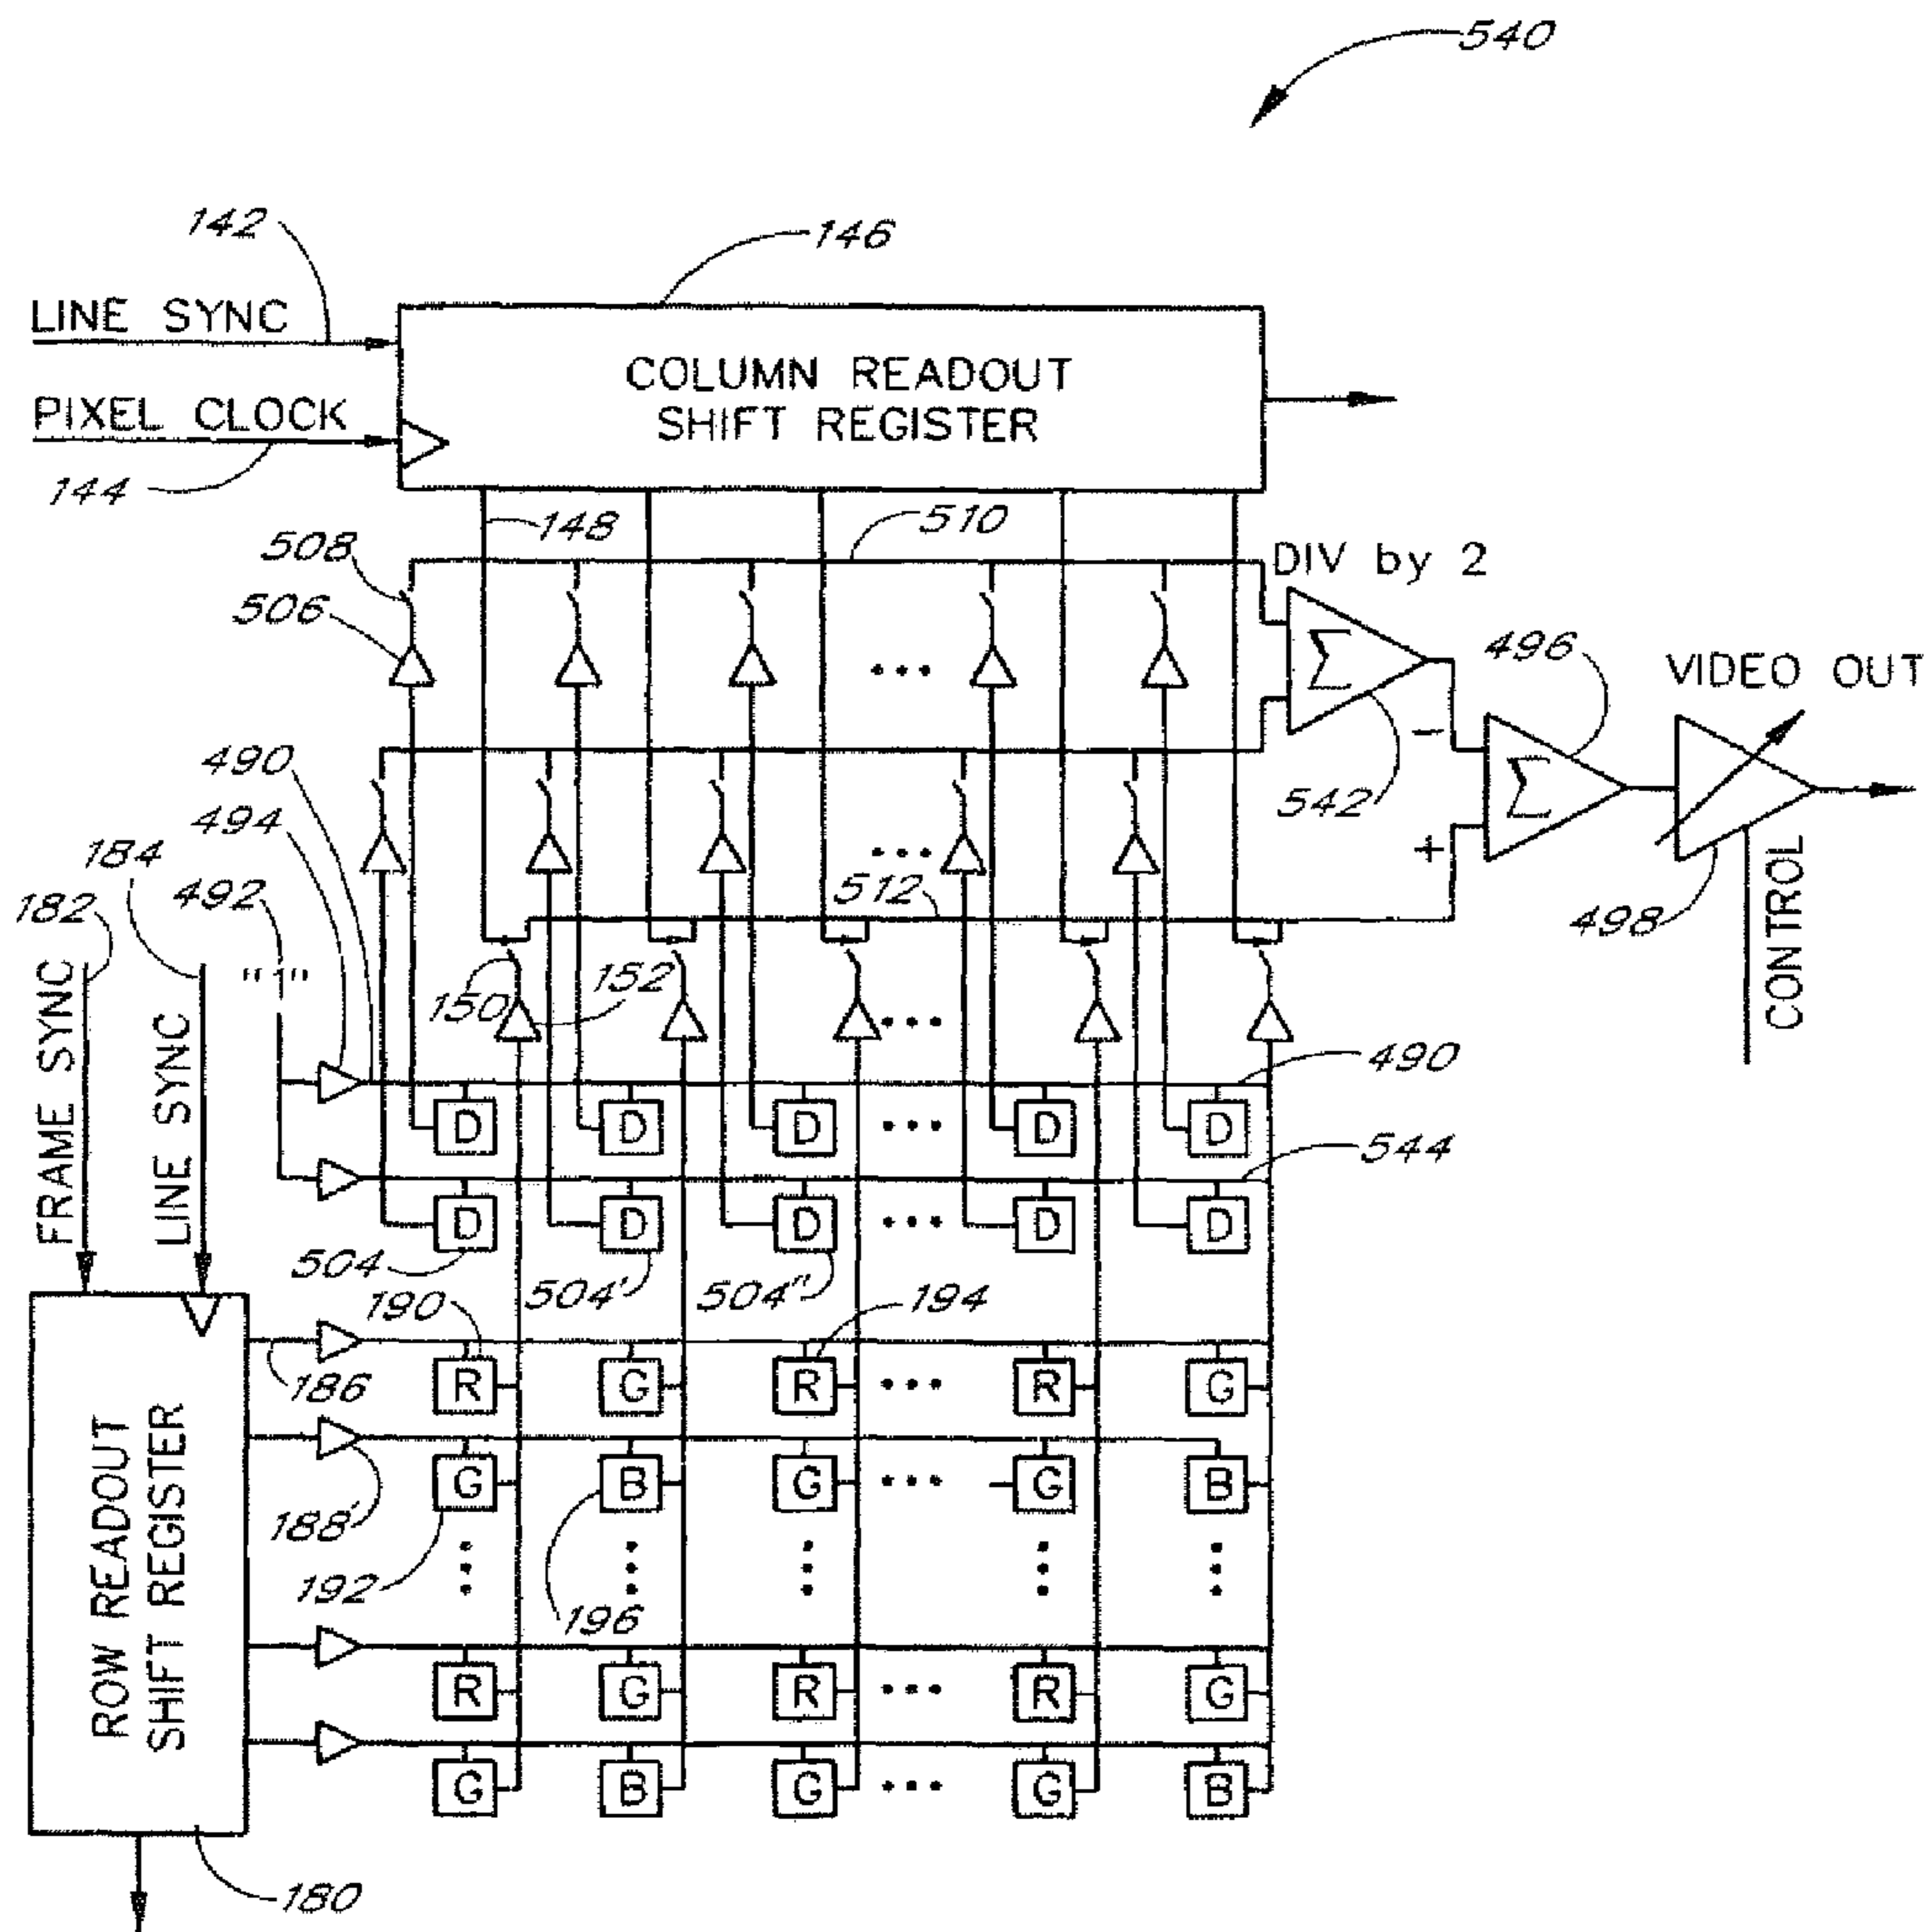 540
142
146
LINE SYNC
COLUMN READOUT
SHIFT REGISTER
PIXEL CLOCK
144
148
510
508
DIV by 2
506
Σ
496
VIDEO OUT
542
−
Σ
490
494
184
492
182
+
498
512
CONTROL
"1"
150
152
FRAME SYNC
LINE SYNC
490
D D D ... D D
544
D D D ... D D
504
504'
504"
190
194
186
R G R ... R G
188'
G B G ... G B
192
196
ROW READOUT
SHIFT REGISTER
R G R ... R G
G B G ... G B
180